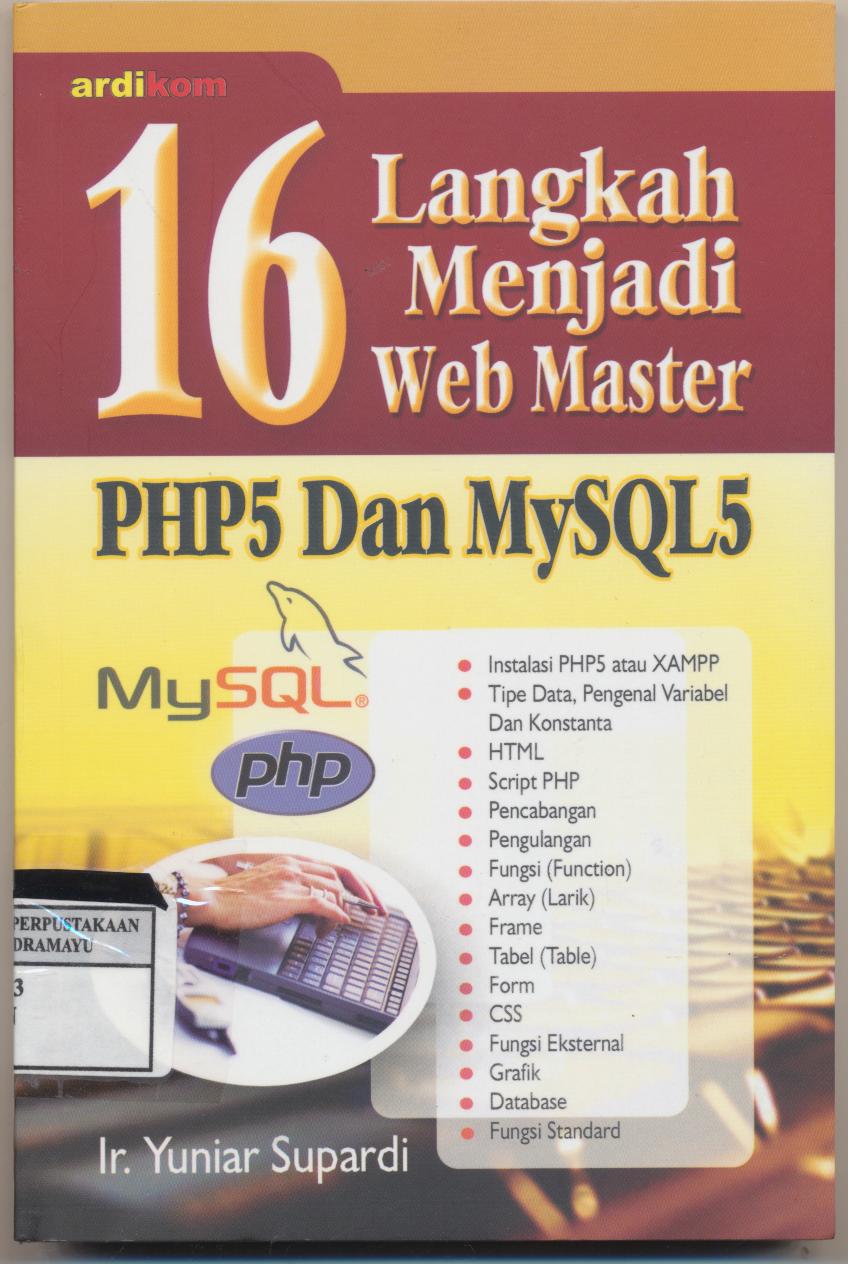 ardikom
16
Langkah
Menjadi
Web Master
PHP5 Dan MySQL5
MySQL®
php
• Instalasi PHP5 atau XAMPP
• Tipe Data, Pengenal Variabel
Dan Konstanta
• HTML
• Script PHP
• Pencabangan
• Pengulangan
• Fungsi (Function)
• Array (Larik)
• Frame
• Tabel (Table)
• Form
• CSS
• Fungsi Eksternal
• Grafik
• Database
• Fungsi Standard
PERPUSTAKAAN
DRAMAYU
3
Ir. Yuniar Supardi